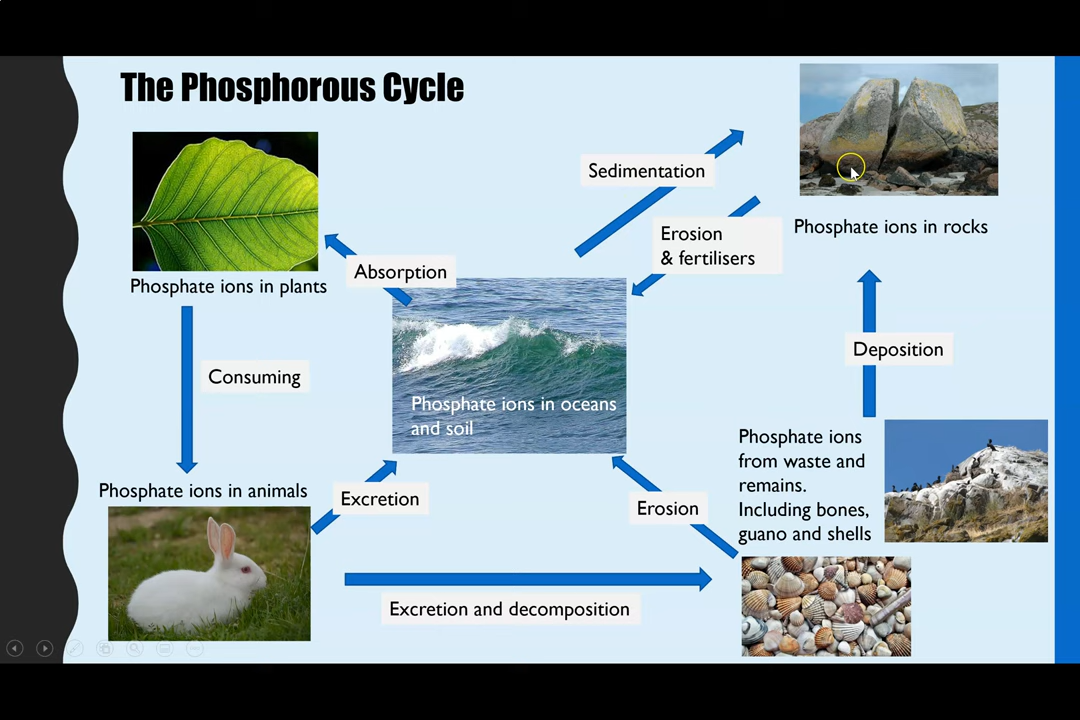 The Phosphorous Cycle
Sedimentation
Erosion
& fertilisers
Phosphate ions in rocks
Absorption
Phosphate ions in plants
Consuming
Deposition
Phosphate ions in oceans
and soil
Phosphate ions
from waste and
remains.
Including bones,
guano and shells
Phosphate ions in animals
Excretion
Erosion
Excretion and decomposition